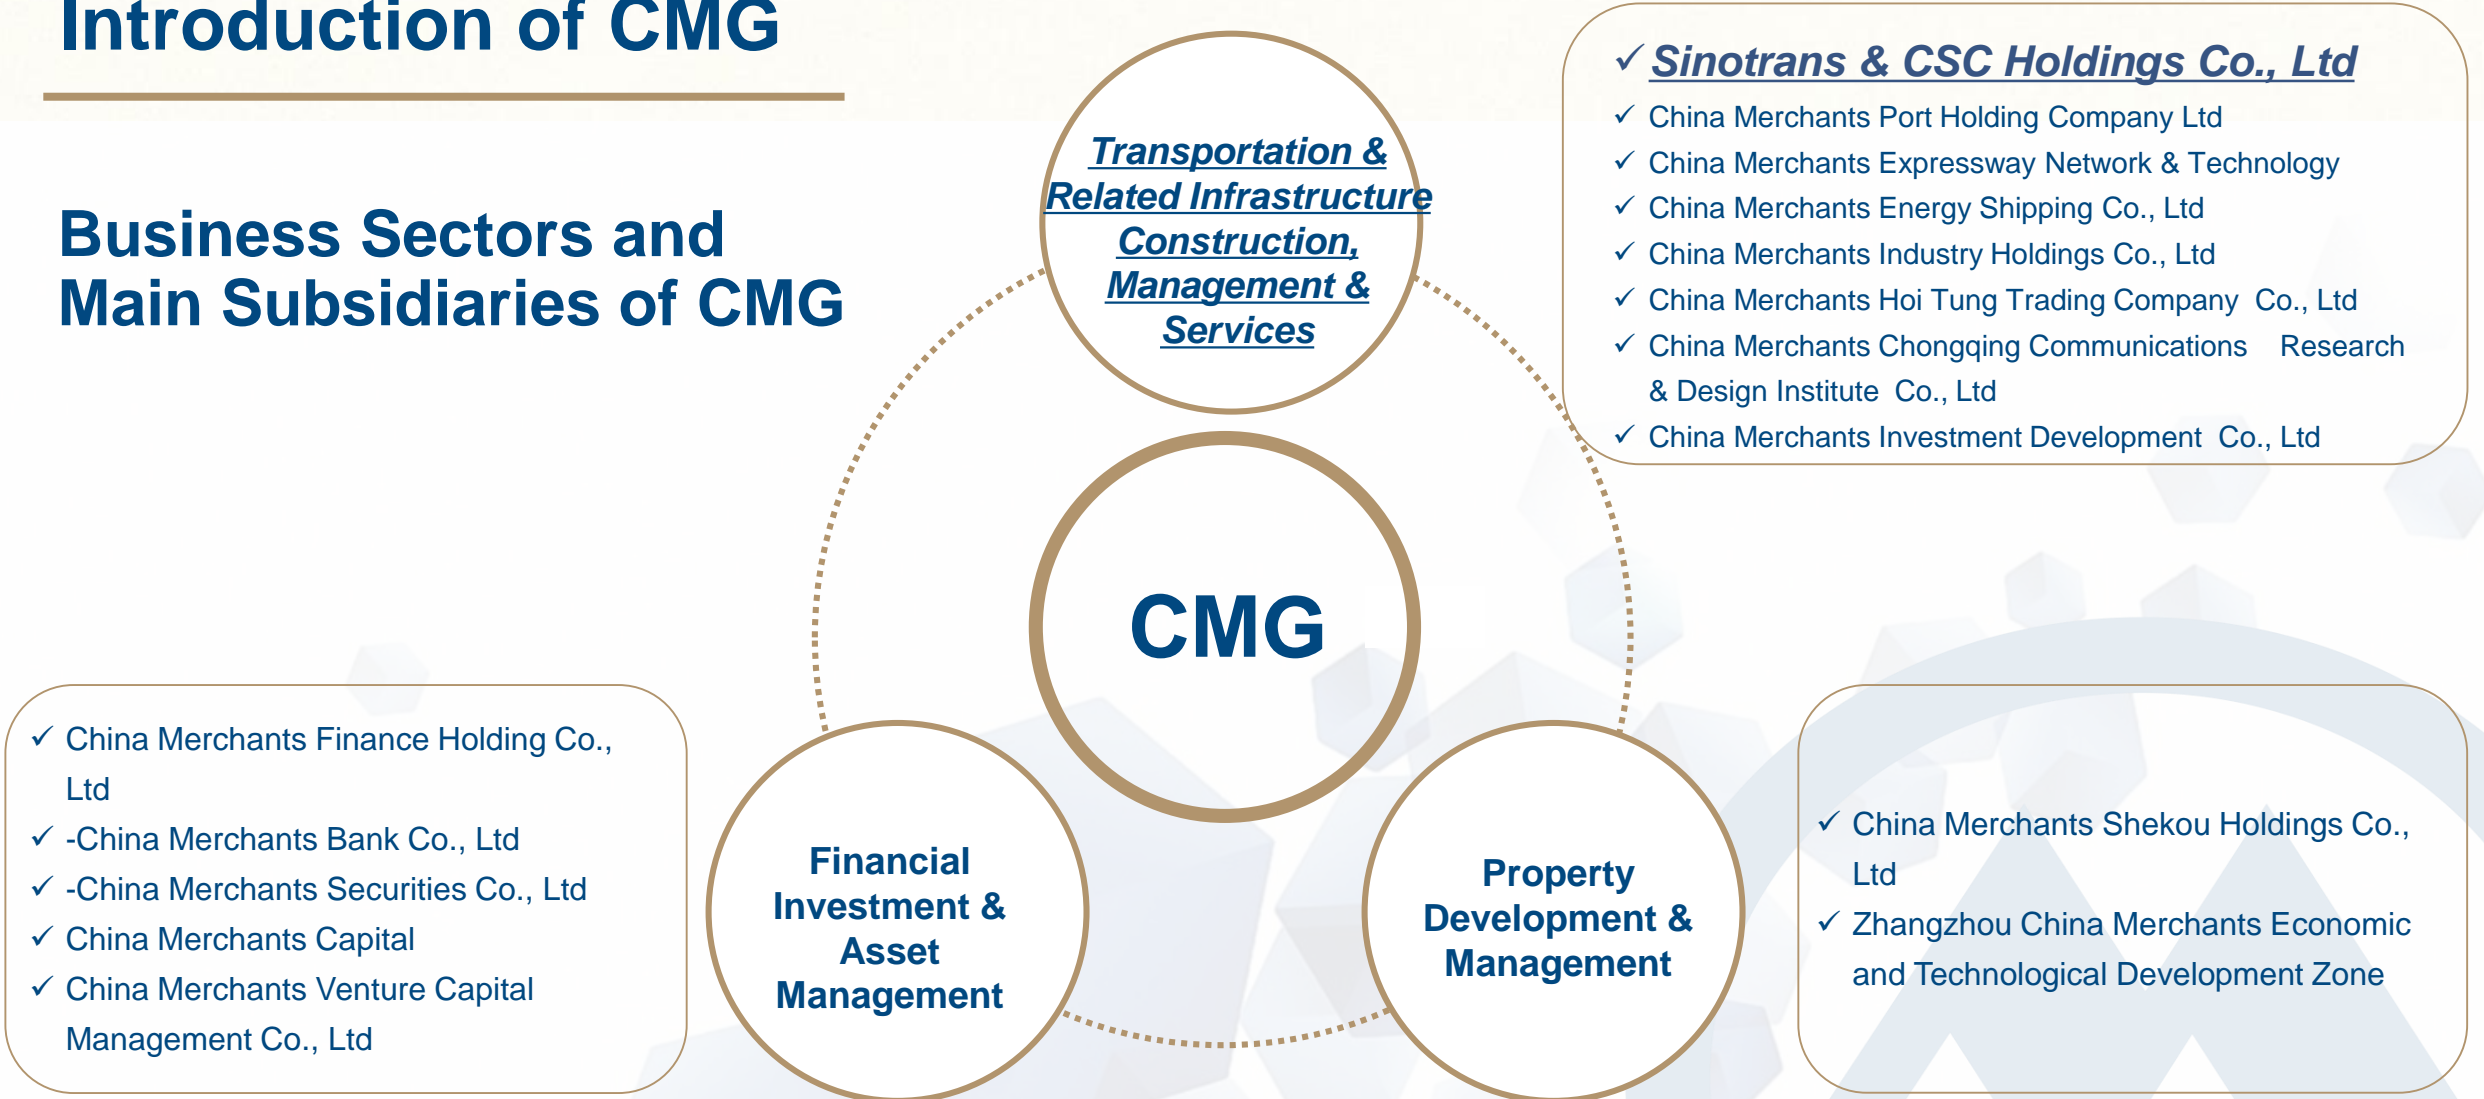 Introduction of CMG
Business Sectors and
Main Subsidiaries of CMG
Transportation &
Related Infrastructure
Construction,
Management &
Services
✓ Sinotrans & CSC Holdings Co., Ltd
✓ China Merchants Port Holding Company Ltd
✓ China Merchants Expressway Network & Technology
✓ China Merchants Energy Shipping Co., Ltd
✓ China Merchants Industry Holdings Co., Ltd
✓ China Merchants Hoi Tung Trading Company Co., Ltd
✓ China Merchants Chongqing Communications Research
& Design Institute Co., Ltd
✓ China Merchants Investment Development Co., Ltd
CMG
✓ China Merchants Finance Holding Co.,
Ltd
✓ -China Merchants Bank Co., Ltd
✓ -China Merchants Securities Co., Ltd
✓ China Merchants Capital
✓ China Merchants Venture Capital
Management Co., Ltd
Financial
Investment &
Asset
Management
Property
Development &
Management
✓ China Merchants Shekou Holdings Co.,
Ltd
✓ Zhangzhou China Merchants Economic
and Technological Development Zone